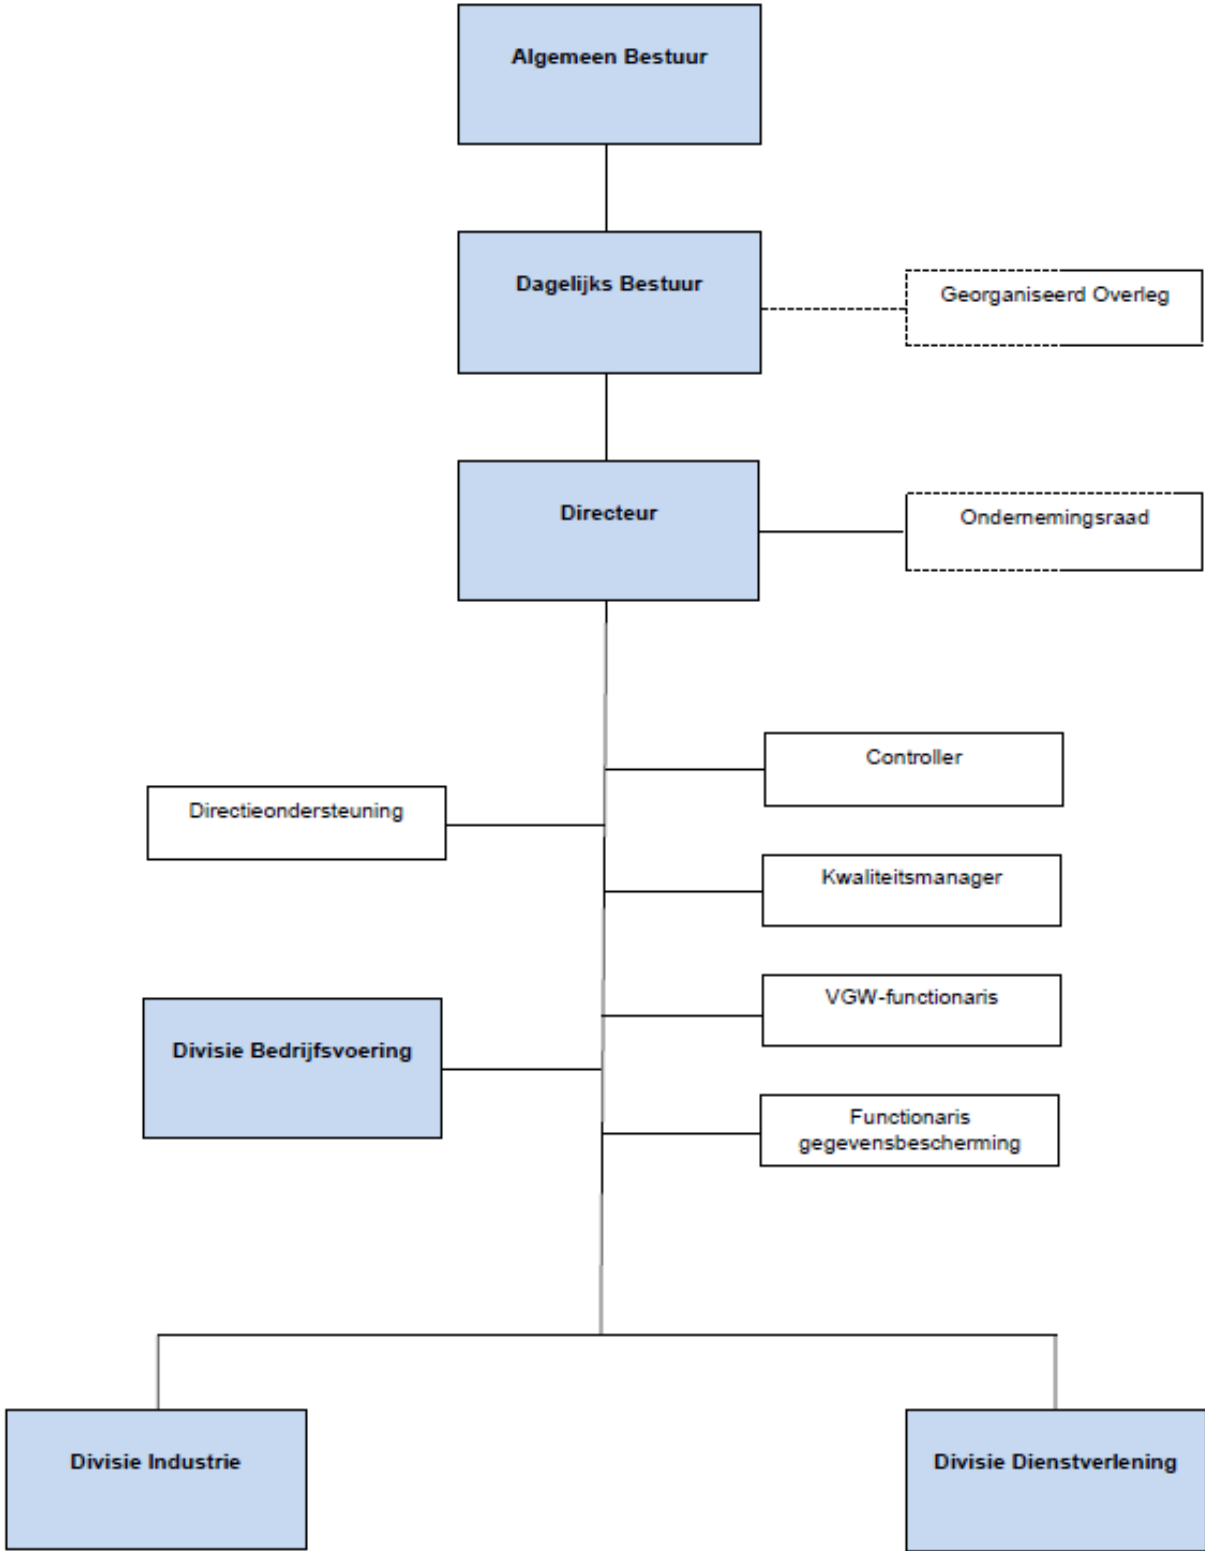 Algemeen Bestuur
Dagelijks Bestuur
Georganiseerd Overleg
Directeur
Ondernemingsraad
Controller
Directieondersteuning
Kwaliteitsmanager
VGW-functionaris
Divisie Bedrijfsvoering
Functionaris
gegevensbescherming
Divisie Industrie
Divisie Dienstverlening